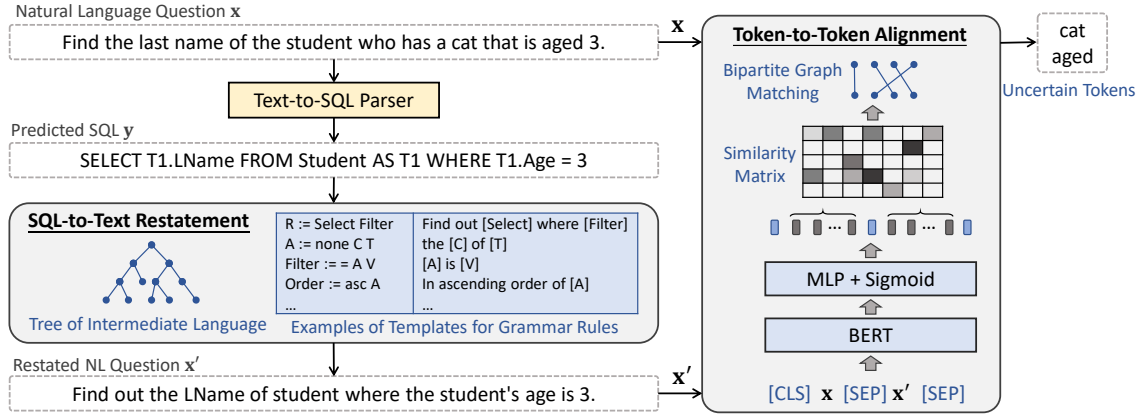 Natural Language Question x
Find the last name of the student who has a cat that is aged 3.
Text-to-SQL Parser
Predicted SQL y
SELECT T1.LName FROM Student AS T1 WHERE T1.Age = 3
SQL-to-Text Restatement
Tree of Intermediate Language
R := Select Filter
A := none C T
Filter := = A V
Order := asc A
...
Find out [Select] where [Filter]
the [C] of [T]
[A] is [V]
In ascending order of [A]
...
Examples of Templates for Grammar Rules
Restated NL Question x′
Find out the LName of student where the student's age is 3.
x
x′
Token-to-Token Alignment
Bipartite Graph
Matching
Similarity
Matrix
... ...
MLP + Sigmoid
BERT
[CLS] x [SEP] x′ [SEP]
cat
aged
Uncertain Tokens